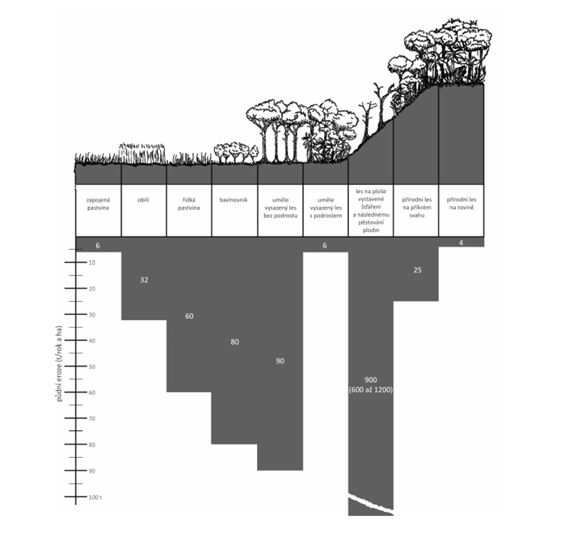 zapojená
pastvina
obilí
řídká
pastvina
bavlnovník
uměle
vysazený les
bez podrostu
uměle
vysazený les
s podrostem
les na ploše
vystavené
žďáření
a následnému
pěstování
plodin
přírodní les
na příkrém
svahu
přírodní les
na rovině
6
32
60
80
90
6
900
(600 až 1200)
25
4
půdní eroze (t/rok a ha)
10
20
30
40
50
60
70
80
90
100 t